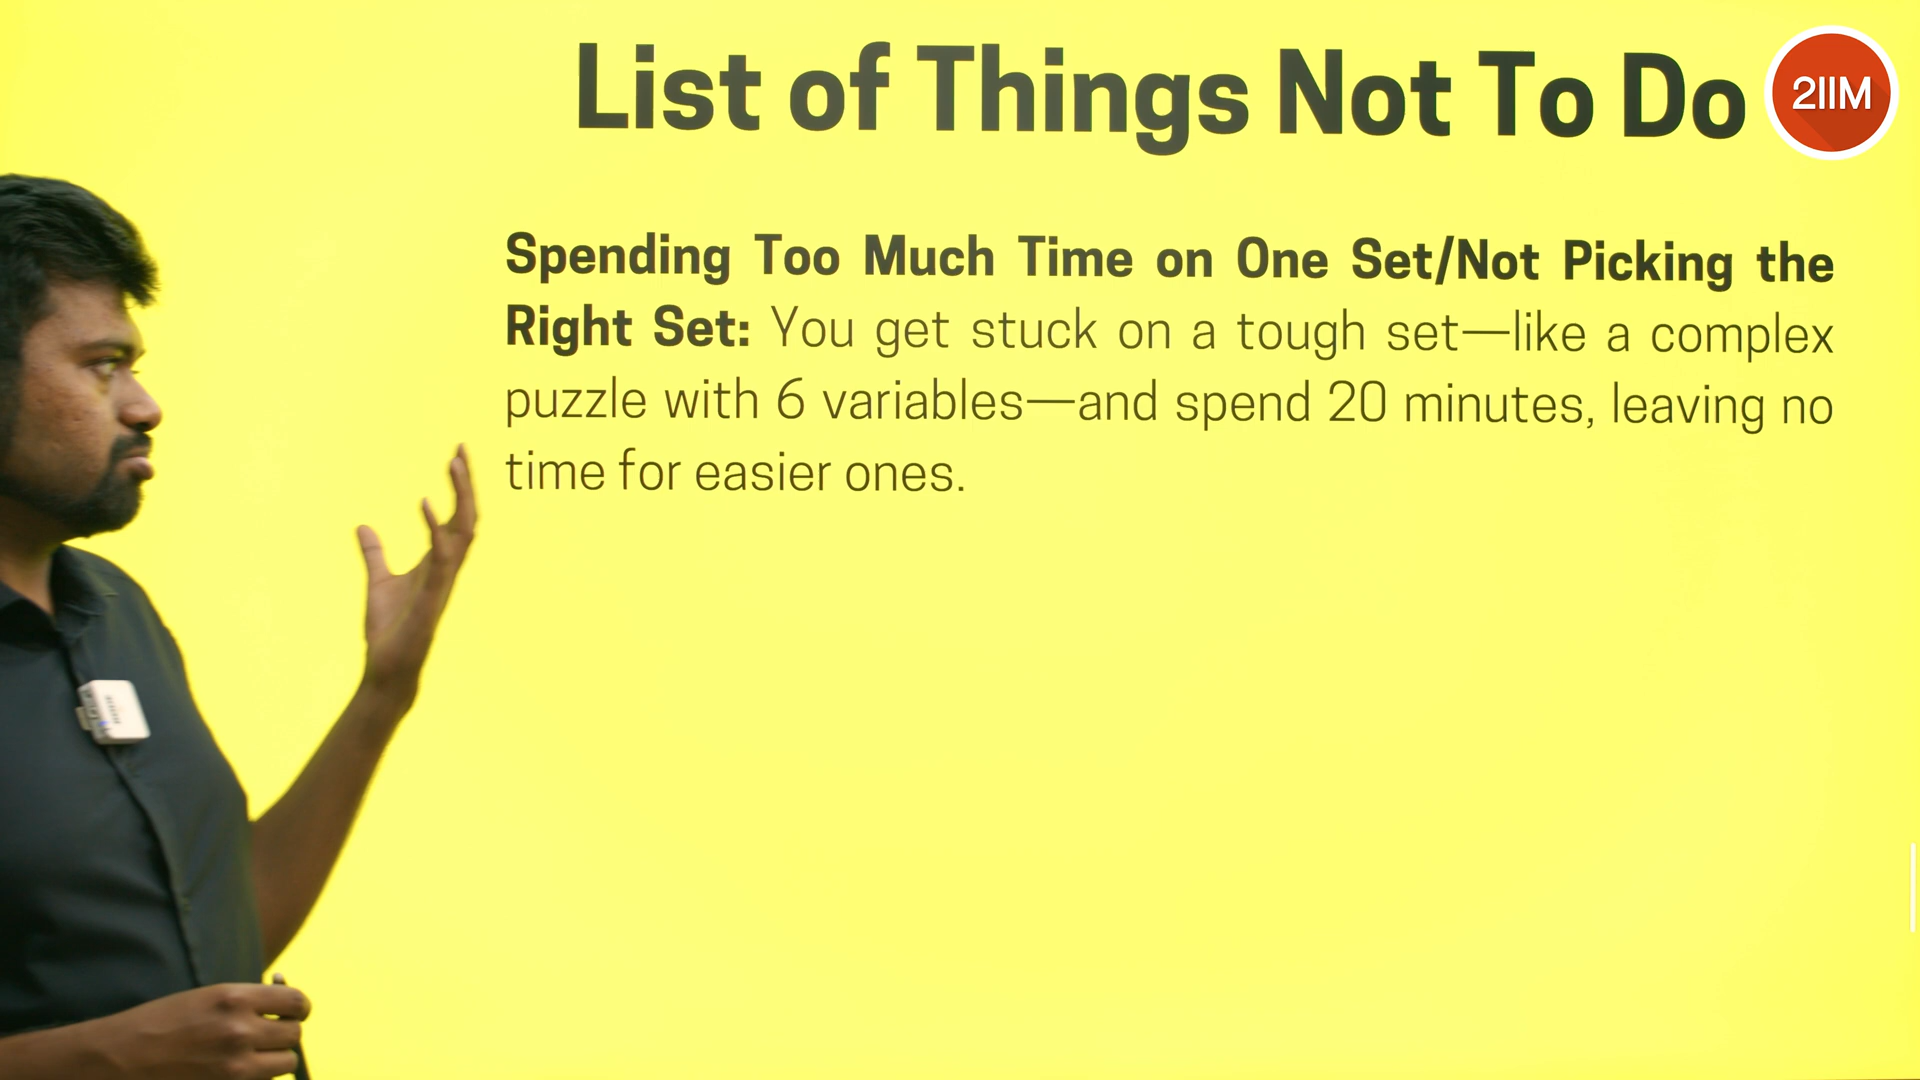 List of Things Not To Do
2IIM
Spending Too Much Time on One Set/Not Picking the
Right Set: You get stuck on a tough set—like a complex
puzzle with 6 variables—and spend 20 minutes, leaving no
time for easier ones.